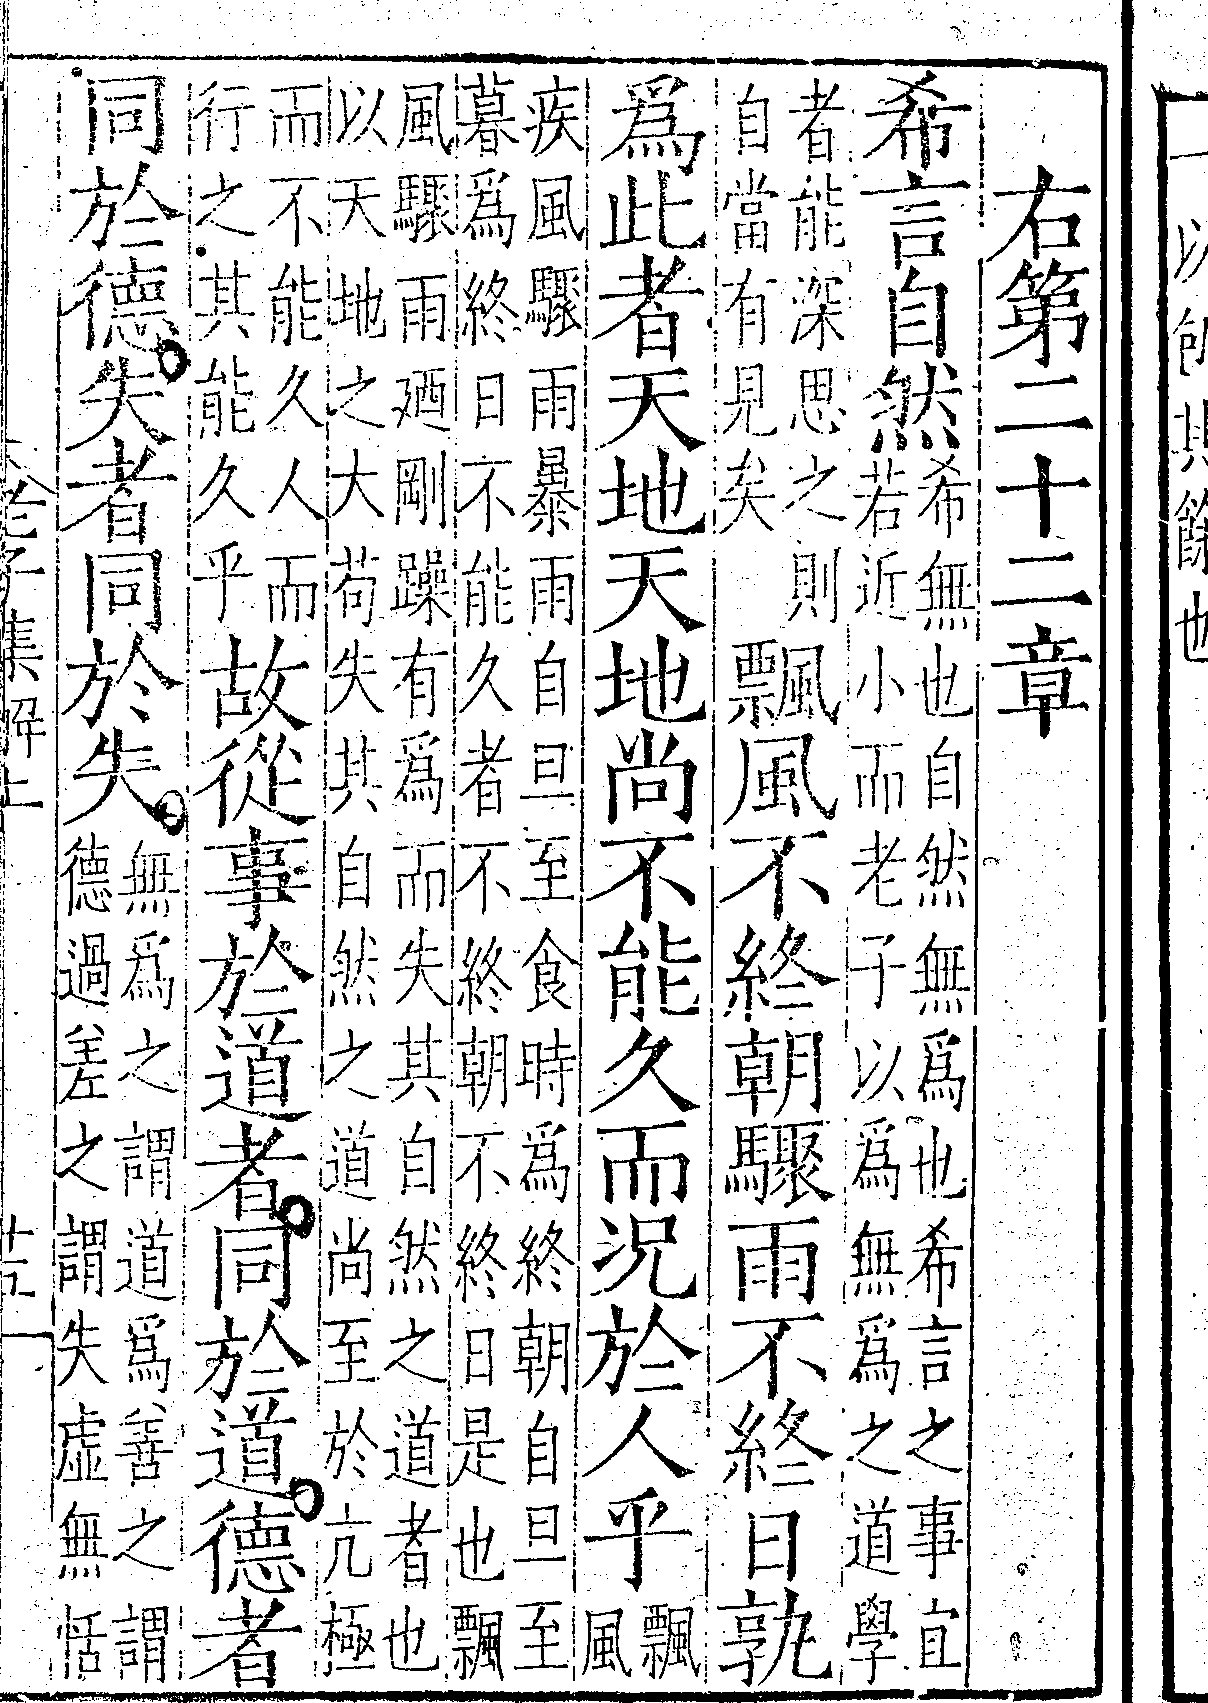 其餘也
右第二十二章
希言自然
希無也自然無爲也希言之事宜
若近小而老子以爲無爲之道學
者能深思之則
自當有見矣
飄風不終朝驟雨不終日孰
爲此者天地天地尚不能久而況於人乎
飄
風
疾風驟雨暴雨自旦至食時爲終朝自旦至
暮爲終日不能久者不終朝不終日是也飄
風驟雨廼剛躁有爲而失其自然之道者也
以天地之大苟失其自然之道尚至於亢極
而不能久人而
行之其能久乎
故從事於道者同於道德者
同於德失者同於失
無爲之謂道爲善之謂
德過差之謂失虛無恬
老子集解上